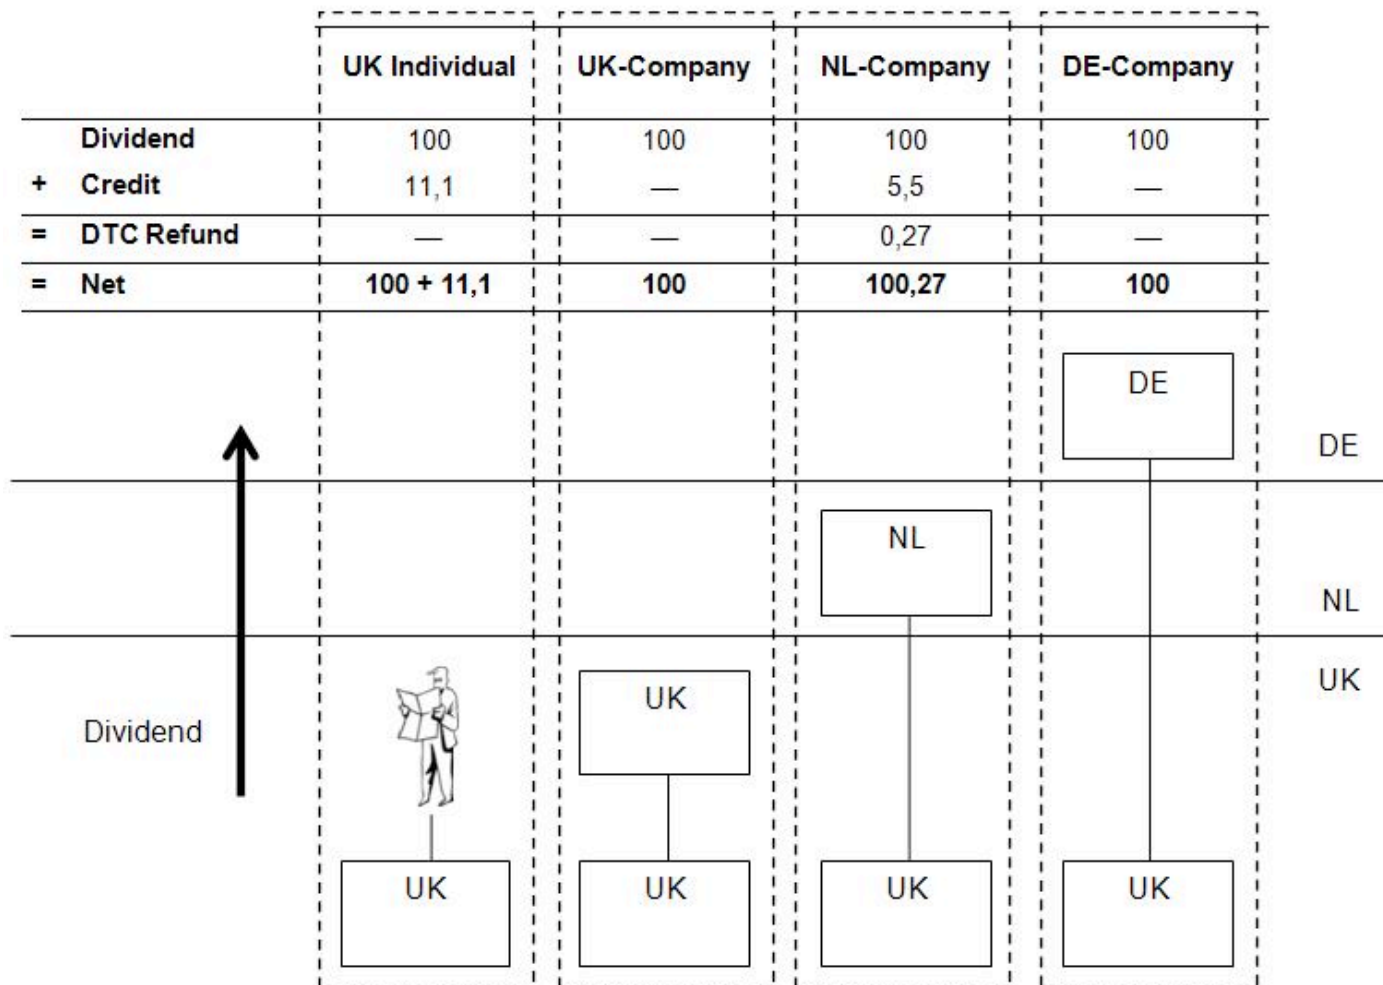 UK Individual UK-Company NL-Company DE-Company
Dividend 100 100 100 100
+ Credit 11,1 — 5,5 —
= DTC Refund — — 0,27 —
= Net 100 + 11,1 100 100,27 100
DE
DE
NL
NL
UK
UK
Dividend
UK UK UK UK